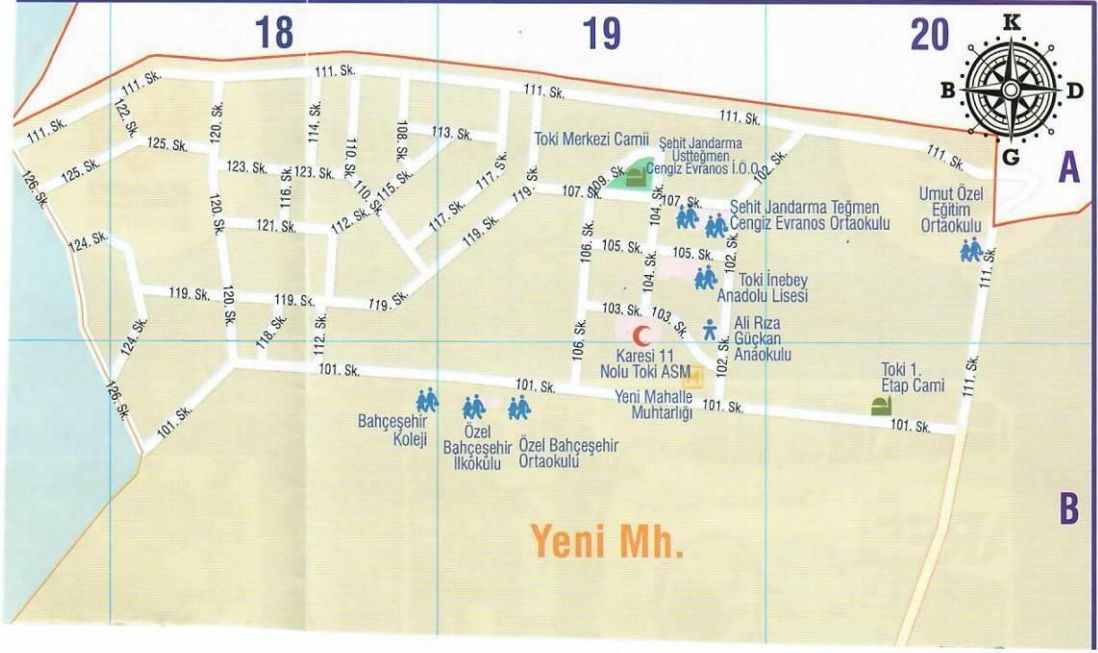 18
19
20
K
B
D
G
A
B
111. Sk.
111. Sk.
111. Sk.
111. Sk.
111. Sk.
111. Sk.
111. Sk.
111. Sk.
122. Sk.
120. Sk.
114. Sk.
110. Sk.
108. Sk.
113. Sk.
125. Sk.
125. Sk.
123. Sk.
123. Sk.
116. Sk.
110. Sk.
115. Sk.
117. Sk.
117. Sk.
119. Sk.
119. Sk.
126. Sk.
120. Sk.
121. Sk.
112. Sk.
124. Sk.
119. Sk.
119. Sk.
119. Sk.
120. Sk.
118. Sk.
112. Sk.
124. Sk.
126. Sk.
101. Sk.
101. Sk.
101. Sk.
101. Sk.
101. Sk.
Toki Merkezi Camii
Şehit Jandarma
Üstteğmen
Cengiz Evranos İ.Ö.O.
109. Sk.
107. Sk.
107. Sk.
102. Sk.
104. Sk.
Şehit Jandarma Teğmen
Cengiz Evranos Ortaokulu
Umut Özel
Eğitim
Ortaokulu
106. Sk.
105. Sk.
105. Sk.
102. Sk.
104. Sk.
Toki İnebey
Anadolu Lisesi
103. Sk.
103. Sk.
106. Sk.
102. Sk.
Ali Rıza
Güçkan
Anaokulu
Karesi 11
Nolu Toki ASM
Yeni Mahalle
Muhtarlığı
Toki 1.
Etap Cami
Bahçeşehir
Koleji
Özel
Bahçeşehir
İlkokulu
Özel Bahçeşehir
Ortaokulu
Yeni Mh.